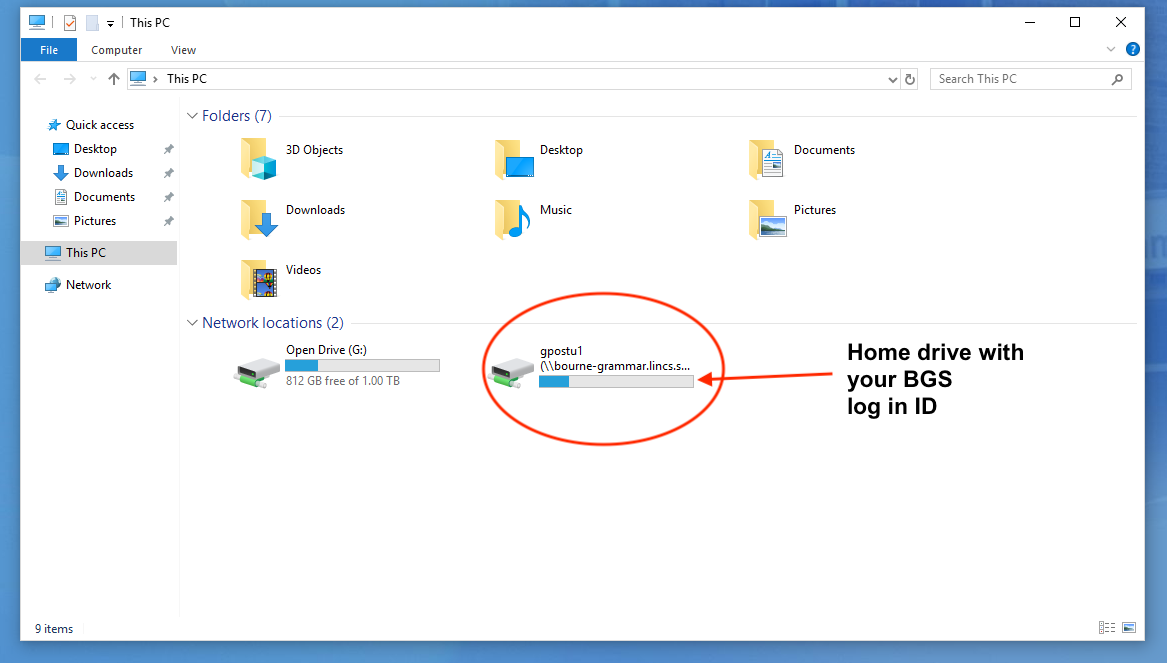 This PC
File Computer View
This PC
Search This PC
Quick access
Desktop
Downloads
Documents
Pictures
This PC
Network
Folders (7)
3D Objects
Desktop
Documents
Downloads
Music
Pictures
Videos
Network locations (2)
Open Drive (G:)
812 GB free of 1.00 TB
gpostu1
(\\bourne-grammar.lincs.s...
Home drive with
your BGS
log in ID
9 items